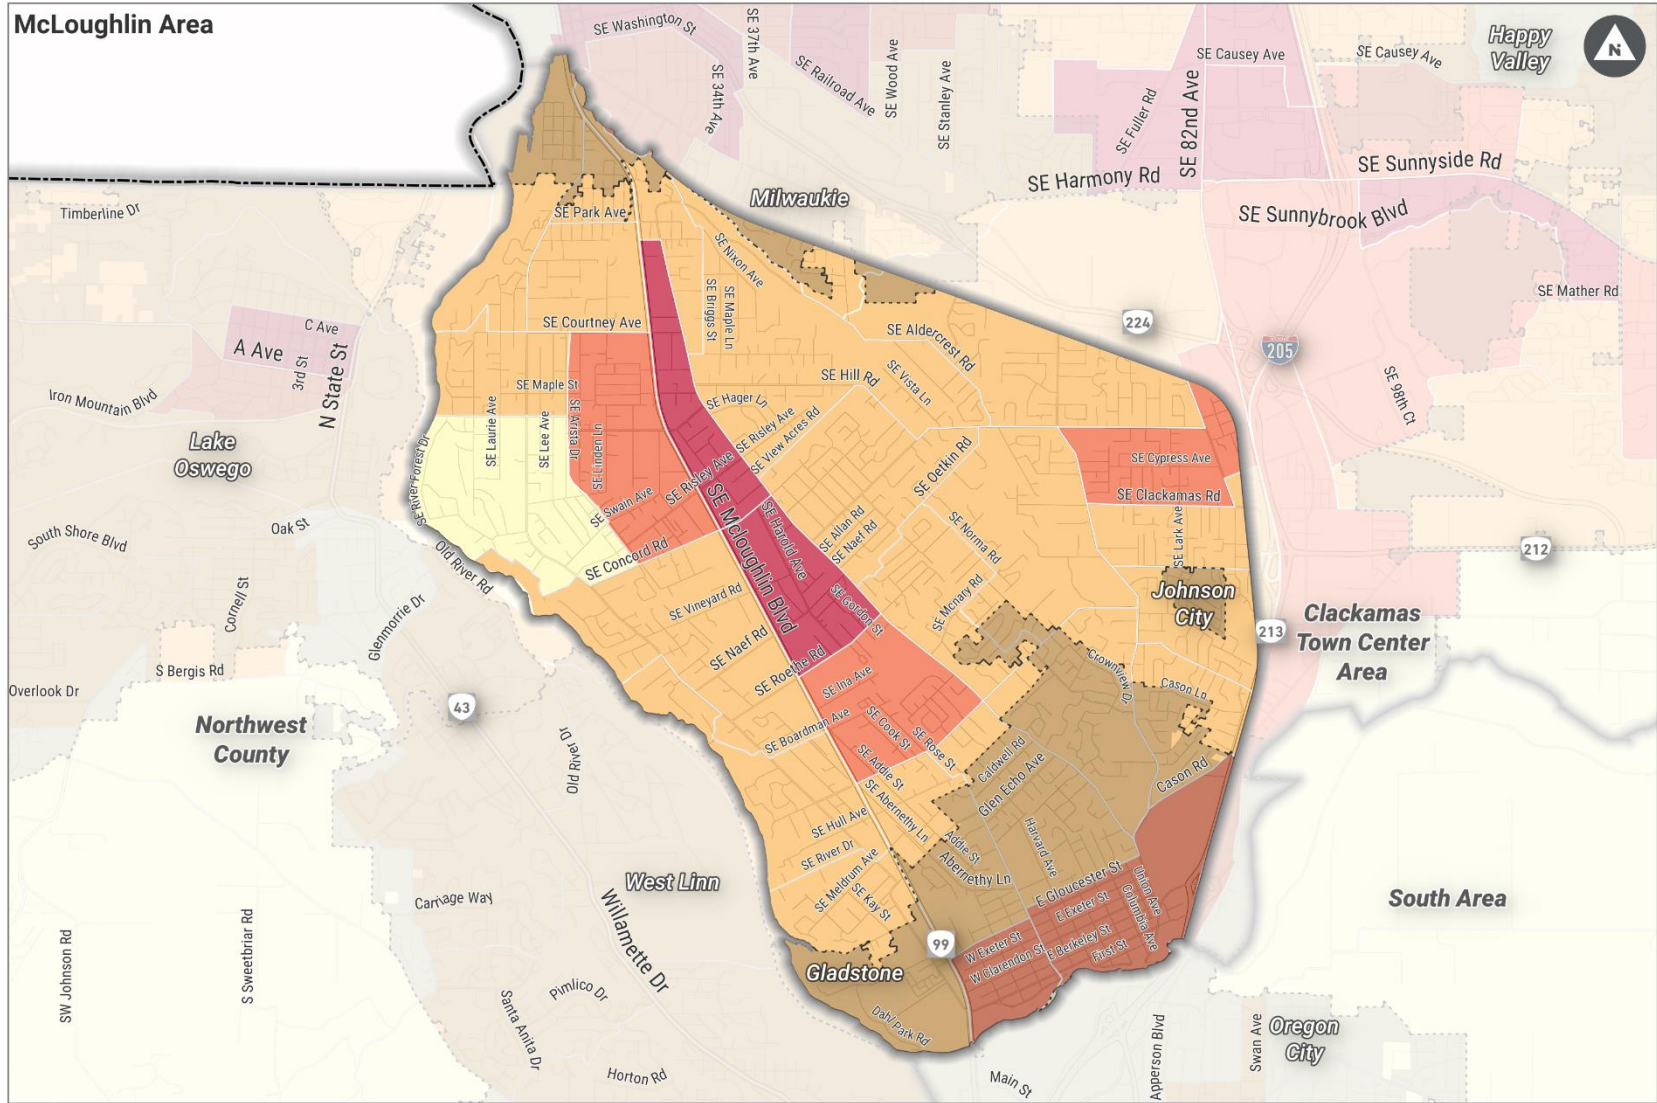 McLoughlin Area
N
Happy
Valley
SE Washington St
SE 37th Ave
SE 34th Ave
SE Railroad Ave
SE Wood Ave
SE Stanley Ave
SE Causey Ave
SE Causey Ave
SE Fuller Rd
SE 82nd Ave
SE Harmony Rd
SE Sunnyside Rd
SE Sunnybrook Blvd
SE Mather Rd
SE 98th Ct
Milwaukie
Timberline Dr
SE Park Ave
SE Nixon Ave
SE Briggs St
SE Maple Ln
SE Courtney Ave
SE Aldercrest Rd
224
205
C Ave
A Ave
3rd St
N State St
Iron Mountain Blvd
Lake
Oswego
SE Maple St
SE Hill Rd
SE Vista Ln
SE Hager Ln
SE Risley Ave
SE View Acres Rd
SE Laurie Ave
SE Lee Ave
SE Arista Dr
SE Linden Ln
SE River Forest Dr
SE Swain Ave
SE Risley Ave
SE Oetkin Rd
SE Cypress Ave
SE Clackamas Rd
SE McLoughlin Blvd
SE Harold Ave
SE Allan Rd
SE Naef Rd
SE Norma Rd
SE Lark Ave
212
South Shore Blvd
Oak St
Old River Rd
SE Concord Rd
SE Vineyard Rd
SE Gordon St
SE Mcnary Rd
Johnson
City
213
Clackamas
Town Center
Area
Cornell St
Glenmorrie Dr
S Bergis Rd
Overlook Dr
SE Naef Rd
SE Roethe Rd
SE Ina Ave
Crownview Dr
Cason Ln
43
Northwest
County
Old River Dr
SE Boardman Ave
SE Cook St
SE Rose St
SE Addie St
Caldwell Rd
Glen Echo Ave
Cason Rd
SE Abernethy Ln
SE Hull Ave
SE River Dr
SE Meldrum Ave
SE Kay St
Addie St
Abernethy Ln
Harvard Ave
E Gloucester St
E Exeter St
Union Ave
Columbia Ave
West Linn
Carriage Way
Willamette Dr
South Area
99
W Exeter St
W Clarendon St
E Berkeley St
First St
Gladstone
Dahl Park Rd
SW Johnson Rd
S Sweetbriar Rd
Pimlico Dr
Santa Anita Dr
Horton Rd
Main St
Apperson Blvd
Swan Ave
Oregon
City